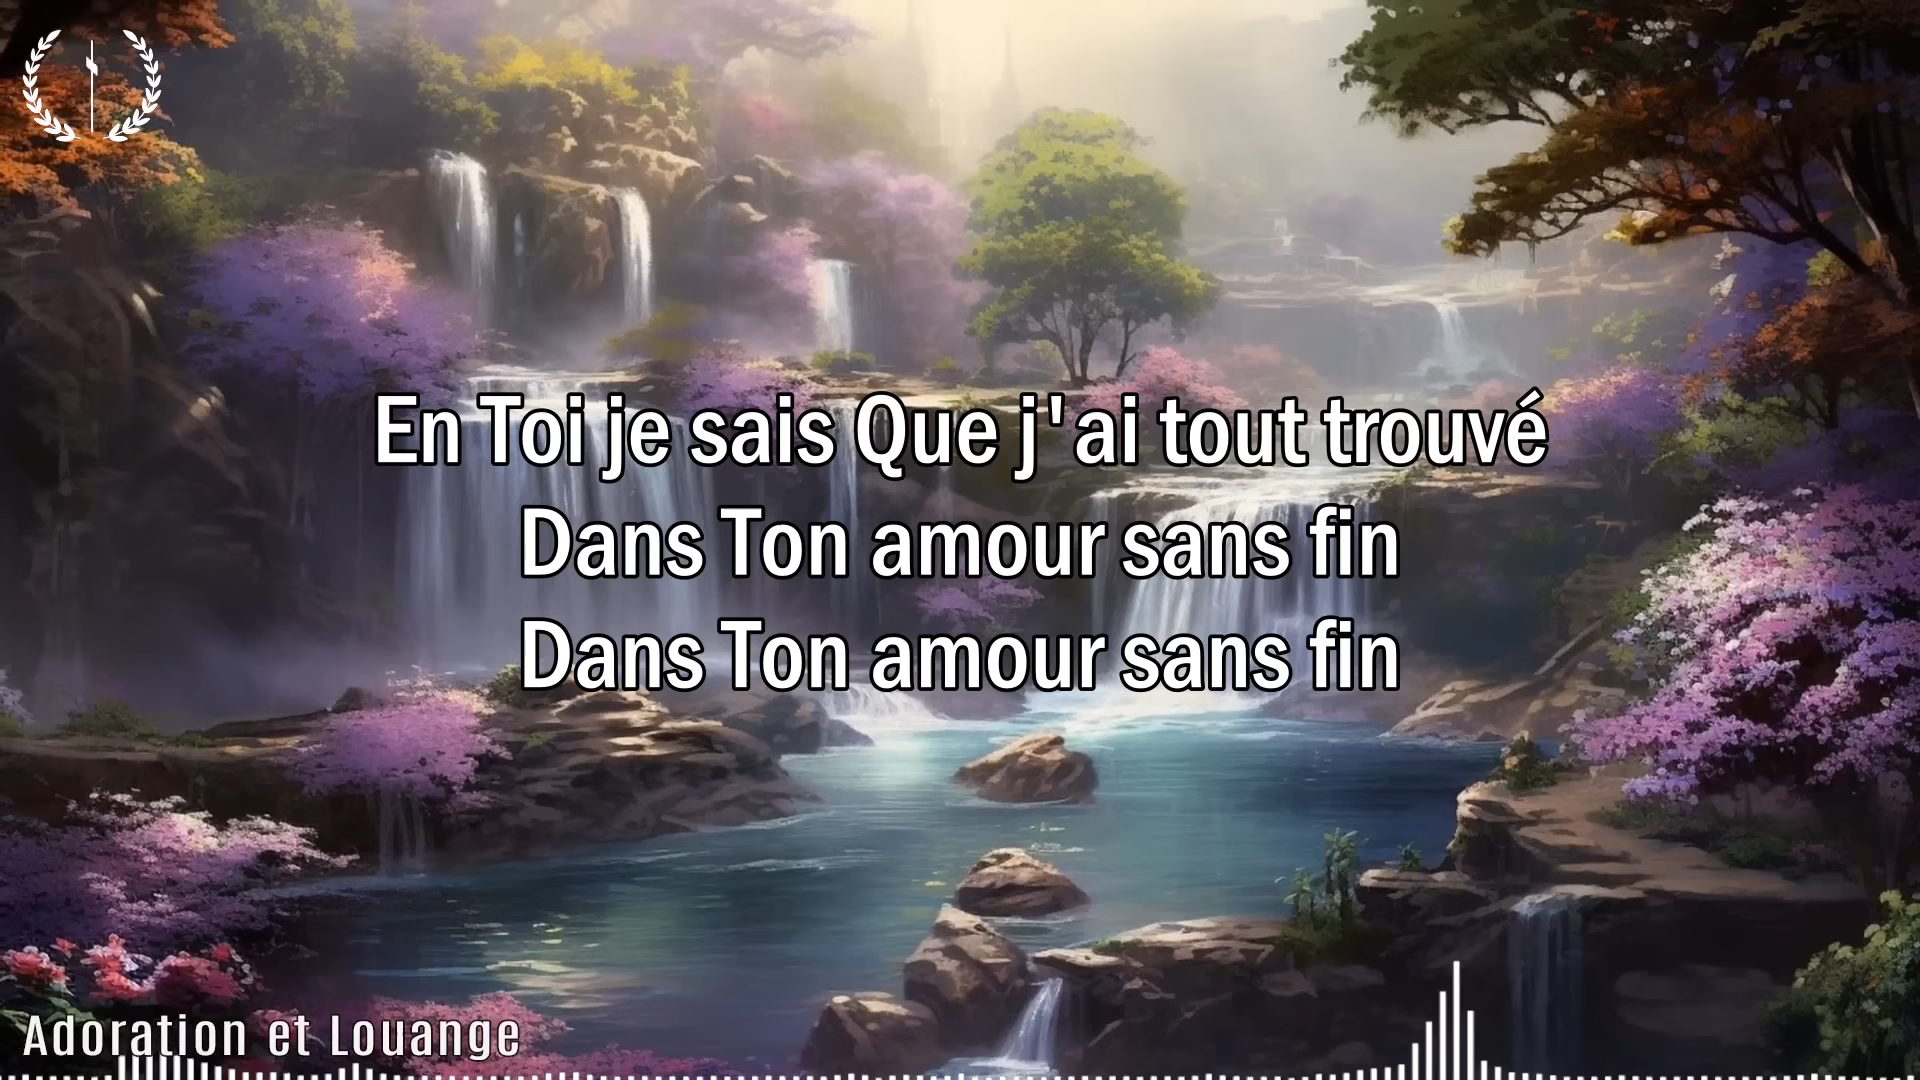 En Toi je sais Que j'ai tout trouvé
Dans Ton amour sans fin
Dans Ton amour sans fin
Adoration et Louange